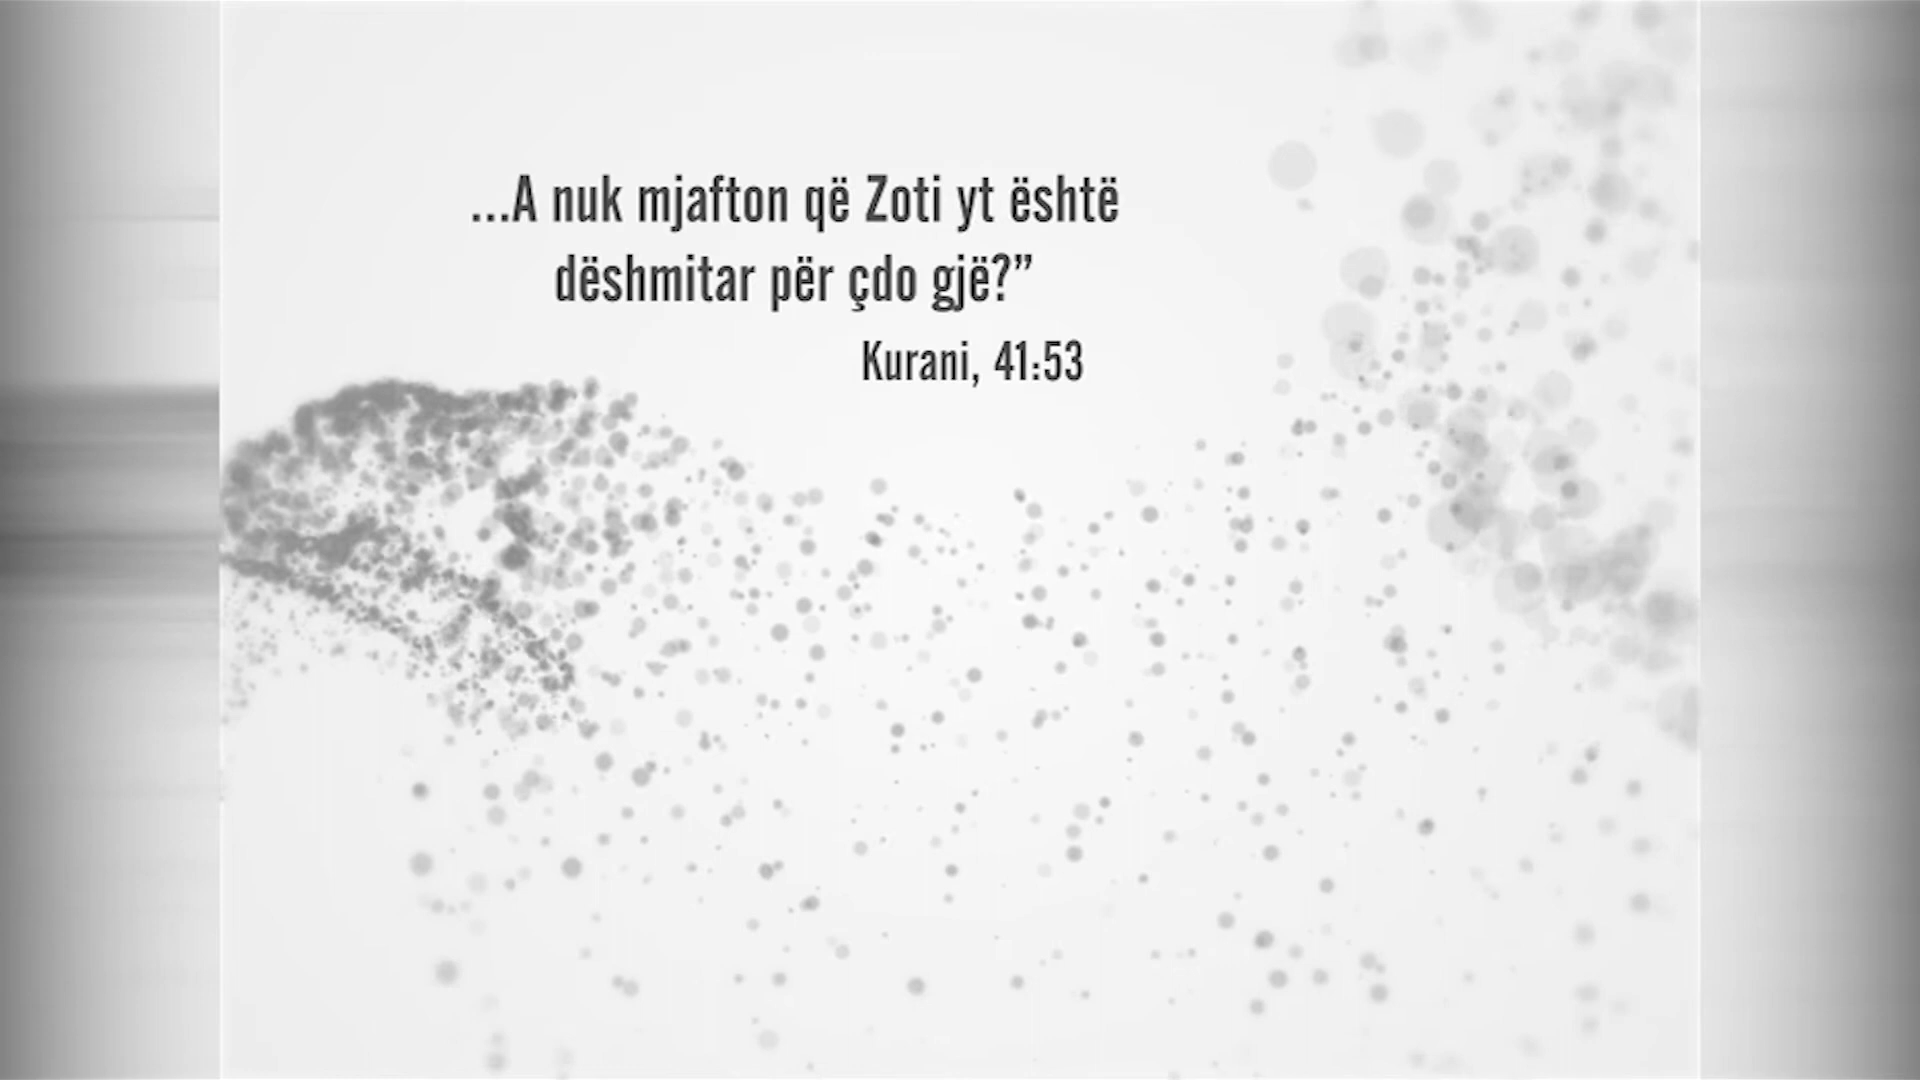 ...A nuk mjafton që Zoti yt është
dëshmitar për çdo gjë?”
Kurani, 41:53